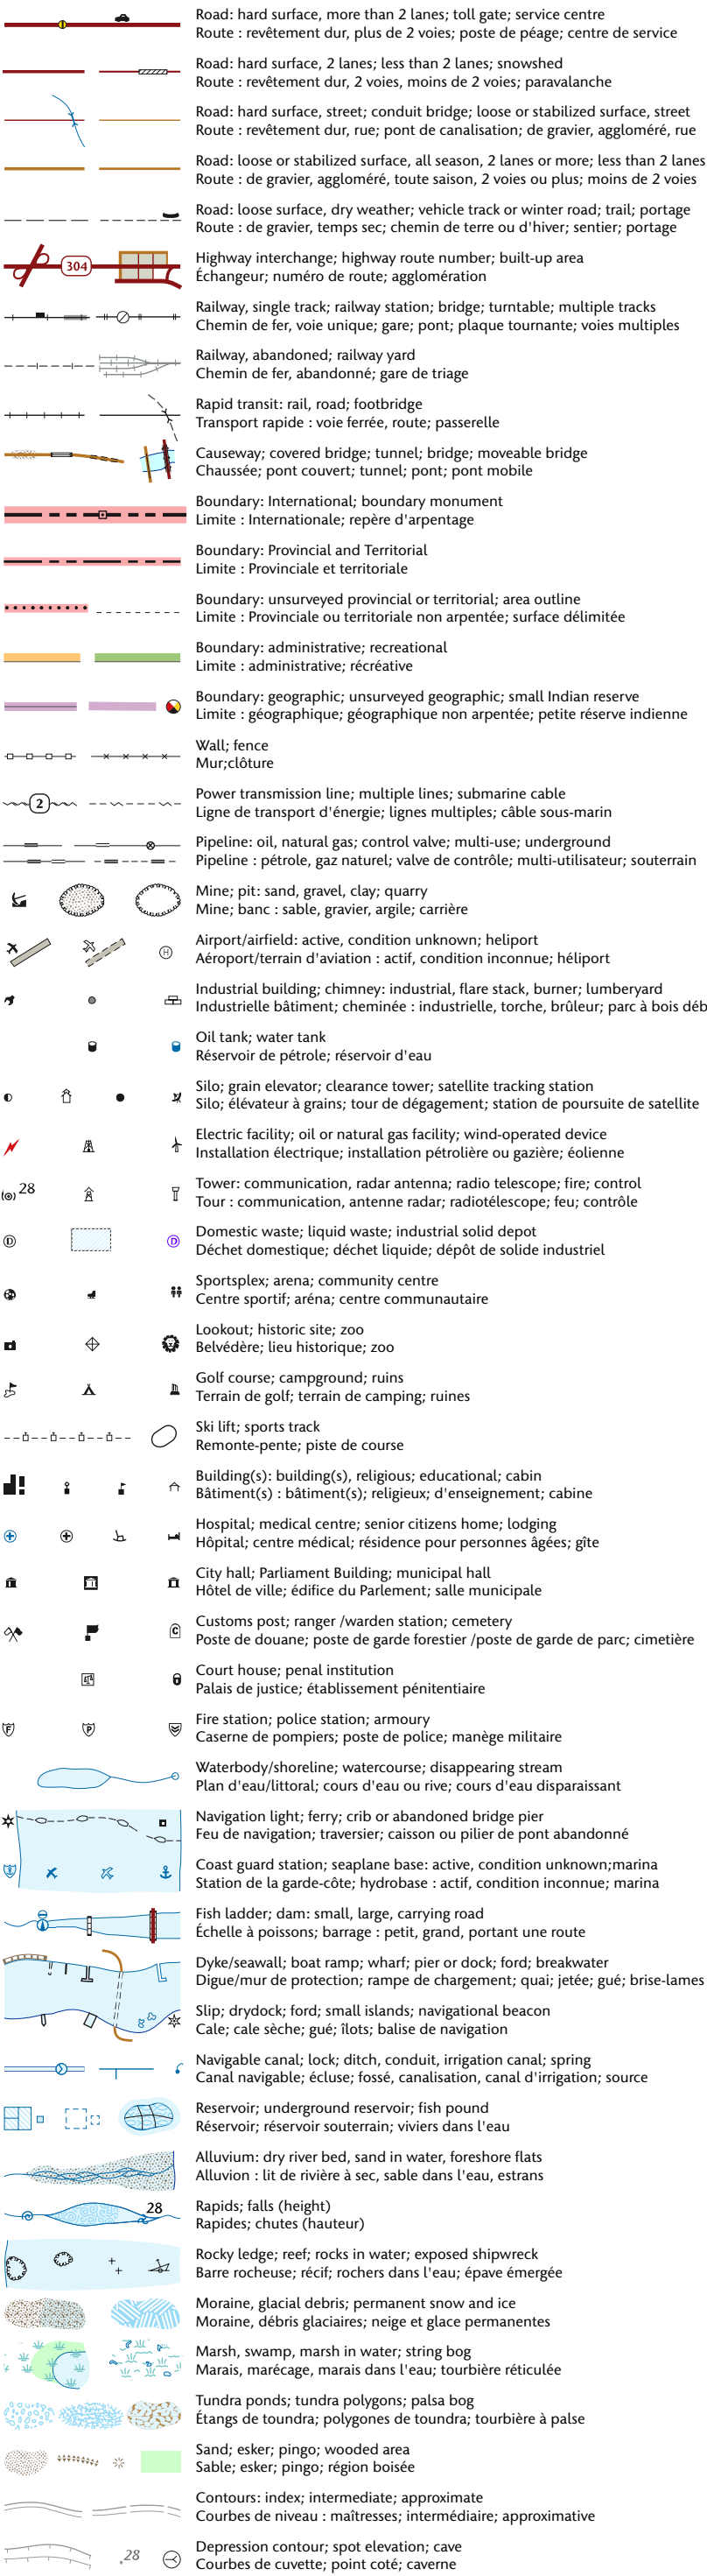 Road: hard surface, more than 2 lanes; toll gate; service centre
Route : revêtement dur, plus de 2 voies; poste de péage; centre de service
Road: hard surface, 2 lanes; less than 2 lanes; snowshed
Route : revêtement dur, 2 voies, moins de 2 voies; paravalanche
Road: hard surface, street; conduit bridge; loose or stabilized surface, street
Route : revêtement dur, rue; pont de canalisation; de gravier, aggloméré, rue
Road: loose or stabilized surface, all season, 2 lanes or more; less than 2 lanes
Route : de gravier, aggloméré, toute saison, 2 voies ou plus; moins de 2 voies
Road: loose surface, dry weather; vehicle track or winter road; trail; portage
Route : de gravier, temps sec; chemin de terre ou d'hiver; sentier; portage
304
Highway interchange; highway route number; built-up area
Échangeur; numéro de route; agglomération
Railway, single track; railway station; bridge; turntable; multiple tracks
Chemin de fer, voie unique; gare; pont; plaque tournante; voies multiples
Railway, abandoned; railway yard
Chemin de fer, abandonné; gare de triage
Rapid transit: rail, road; footbridge
Transport rapide : voie ferrée, route; passerelle
Causeway; covered bridge; tunnel; bridge; moveable bridge
Chaussée; pont couvert; tunnel; pont; pont mobile
Boundary: International; boundary monument
Limite : Internationale; repère d'arpentage
Boundary: Provincial and Territorial
Limite : Provinciale et territoriale
Boundary: unsurveyed provincial or territorial; area outline
Limite : Provinciale ou territoriale non arpentée; surface délimitée
Boundary: administrative; recreational
Limite : administrative; récréative
Boundary: geographic; unsurveyed geographic; small Indian reserve
Limite : géographique; géographique non arpentée; petite réserve indienne
Wall; fence
Mur;clôture
2
Power transmission line; multiple lines; submarine cable
Ligne de transport d'énergie; lignes multiples; câble sous-marin
Pipeline: oil, natural gas; control valve; multi-use; underground
Pipeline : pétrole, gaz naturel; valve de contrôle; multi-utilisateur; souterrain
Mine; pit: sand, gravel, clay; quarry
Mine; banc : sable, gravier, argile; carrière
H
Airport/airfield: active, condition unknown; heliport
Aéroport/terrain d'aviation : actif, condition inconnue; héliport
Industrial building; chimney: industrial, flare stack, burner; lumberyard
Industrielle bâtiment; cheminée : industrielle, torche, brûleur; parc à bois déb
Oil tank; water tank
Réservoir de pétrole; réservoir d'eau
Silo; grain elevator; clearance tower; satellite tracking station
Silo; élévateur à grains; tour de dégagement; station de poursuite de satellite
Electric facility; oil or natural gas facility; wind-operated device
Installation électrique; installation pétrolière ou gazière; éolienne
28
Tower: communication, radar antenna; radio telescope; fire; control
Tour : communication, antenne radar; radiotélescope; feu; contrôle
D D
Domestic waste; liquid waste; industrial solid depot
Déchet domestique; déchet liquide; dépôt de solide industriel
Sportsplex; arena; community centre
Centre sportif; aréna; centre communautaire
Lookout; historic site; zoo
Belvédère; lieu historique; zoo
Golf course; campground; ruins
Terrain de golf; terrain de camping; ruines
Ski lift; sports track
Remonte-pente; piste de course
Building(s): building(s), religious; educational; cabin
Bâtiment(s) : bâtiment(s); religieux; d'enseignement; cabine
Hospital; medical centre; senior citizens home; lodging
Hôpital; centre médical; résidence pour personnes âgées; gîte
City hall; Parliament Building; municipal hall
Hôtel de ville; édifice du Parlement; salle municipale
C
Customs post; ranger /warden station; cemetery
Poste de douane; poste de garde forestier /poste de garde de parc; cimetière
Court house; penal institution
Palais de justice; établissement pénitentiaire
F P
Fire station; police station; armoury
Caserne de pompiers; poste de police; manège militaire
Waterbody/shoreline; watercourse; disappearing stream
Plan d'eau/littoral; cours d'eau ou rive; cours d'eau disparaissant
Navigation light; ferry; crib or abandoned bridge pier
Feu de navigation; traversier; caisson ou pilier de pont abandonné
Coast guard station; seaplane base: active, condition unknown;marina
Station de la garde-côte; hydrobase : actif, condition inconnue; marina
Fish ladder; dam: small, large, carrying road
Échelle à poissons; barrage : petit, grand, portant une route
Dyke/seawall; boat ramp; wharf; pier or dock; ford; breakwater
Digue/mur de protection; rampe de chargement; quai; jetée; gué; brise-lames
Slip; drydock; ford; small islands; navigational beacon
Cale; cale sèche; gué; îlots; balise de navigation
Navigable canal; lock; ditch, conduit, irrigation canal; spring
Canal navigable; écluse; fossé, canalisation, canal d'irrigation; source
Reservoir; underground reservoir; fish pound
Réservoir; réservoir souterrain; viviers dans l'eau
Alluvium: dry river bed, sand in water, foreshore flats
Alluvion : lit de rivière à sec, sable dans l'eau, estrans
28
Rapids; falls (height)
Rapides; chutes (hauteur)
Rocky ledge; reef; rocks in water; exposed shipwreck
Barre rocheuse; récif; rochers dans l'eau; épave émergée
Moraine, glacial debris; permanent snow and ice
Moraine, débris glaciaires; neige et glace permanentes
Marsh, swamp, marsh in water; string bog
Marais, marécage, marais dans l'eau; tourbière réticulée
Tundra ponds; tundra polygons; palsa bog
Étangs de toundra; polygones de toundra; tourbière à palse
Sand; esker; pingo; wooded area
Sable; esker; pingo; région boisée
Contours: index; intermediate; approximate
Courbes de niveau : maîtresses; intermédiaire; approximative
.28
Depression contour; spot elevation; cave
Courbes de cuvette; point coté; caverne